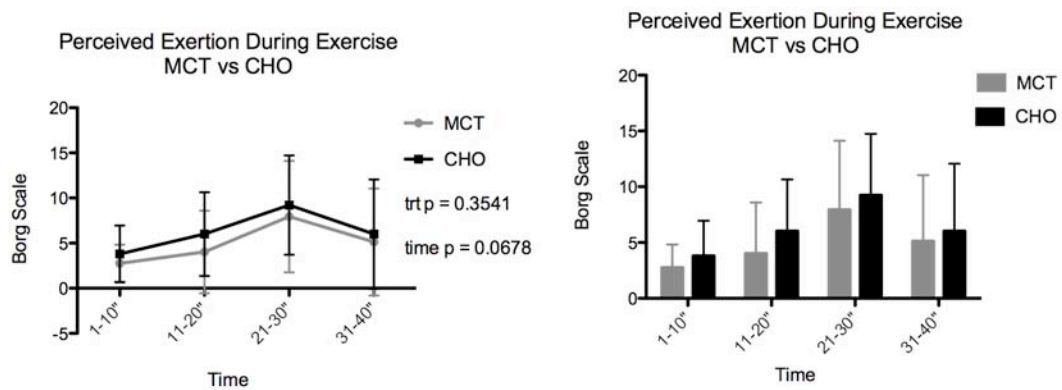 Perceived Exertion During Exercise
MCT vs CHO
20
15
10
5
0
-5
Borg Scale
MCT
CHO
trt p = 0.3541
time p = 0.0678
1-10"
11-20"
21-30"
31-40"
Time
Perceived Exertion During Exercise
MCT vs CHO
20
15
10
5
0
Borg Scale
MCT
CHO
1-10"
11-20"
21-30"
31-40"
Time